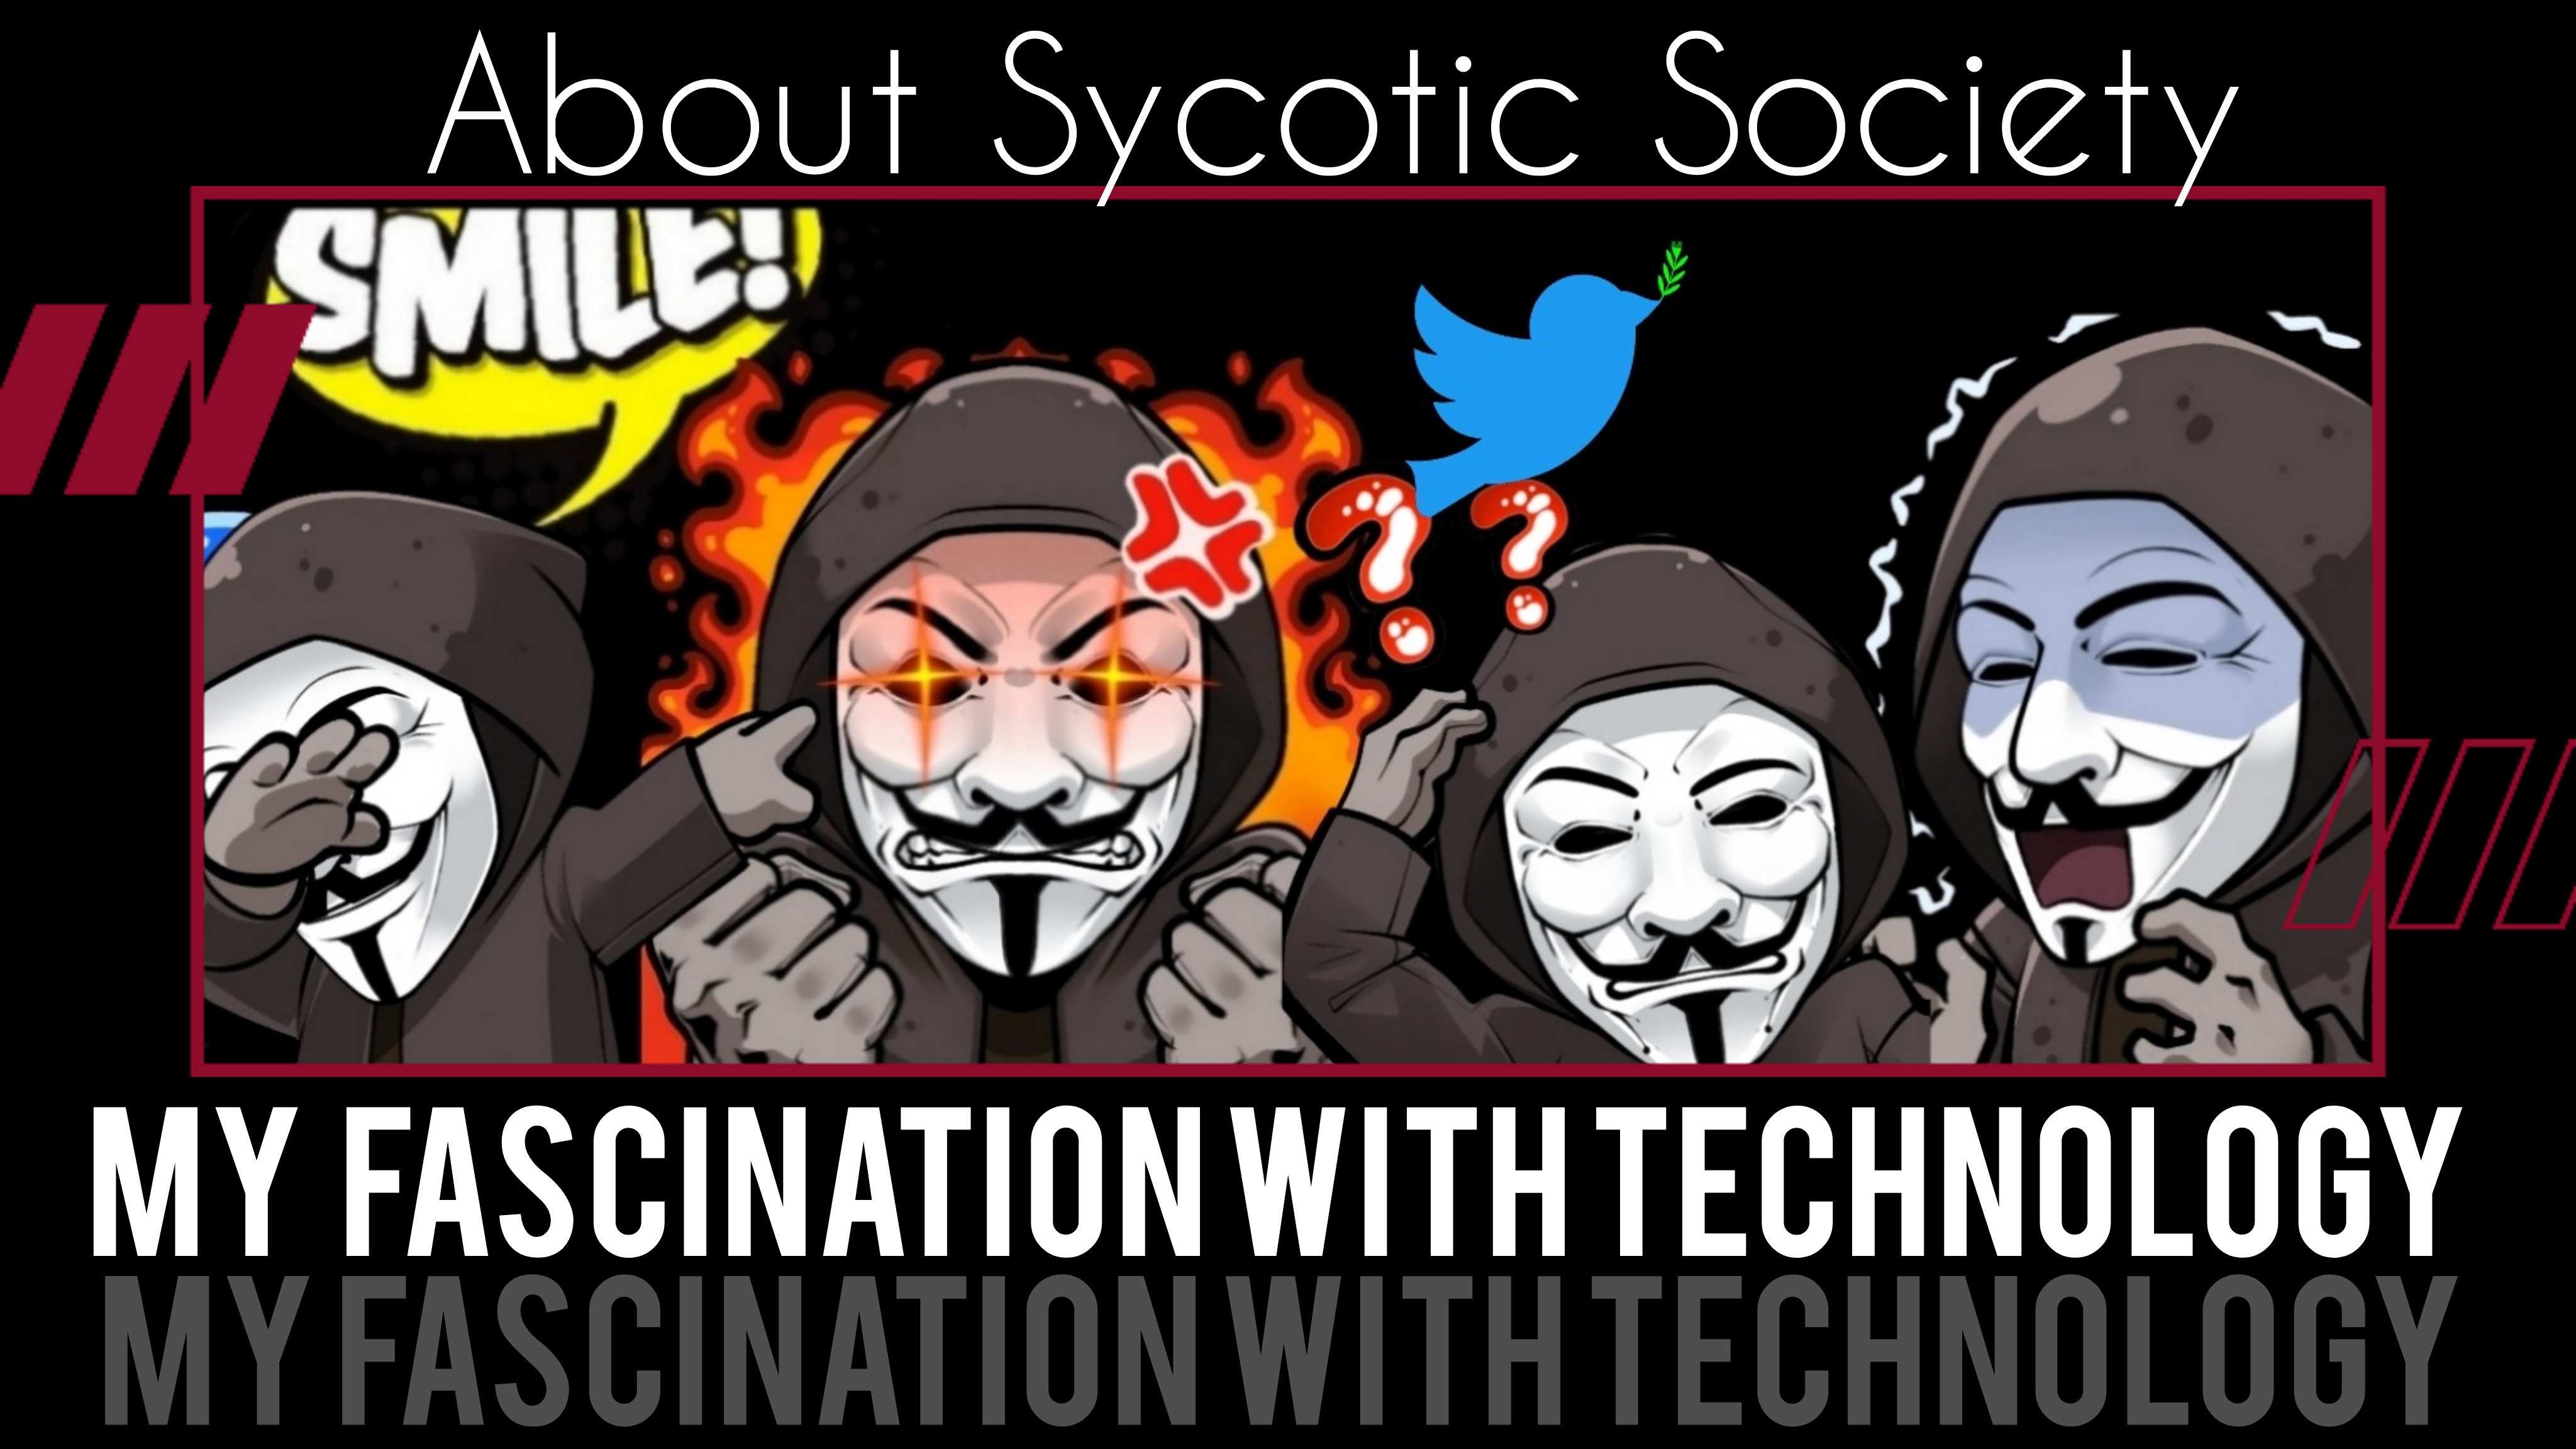 About Sycotic Society
SMILE!
??
MY FASCINATION WITH TECHNOLOGY
MY FASCINATION WITH TECHNOLOGY